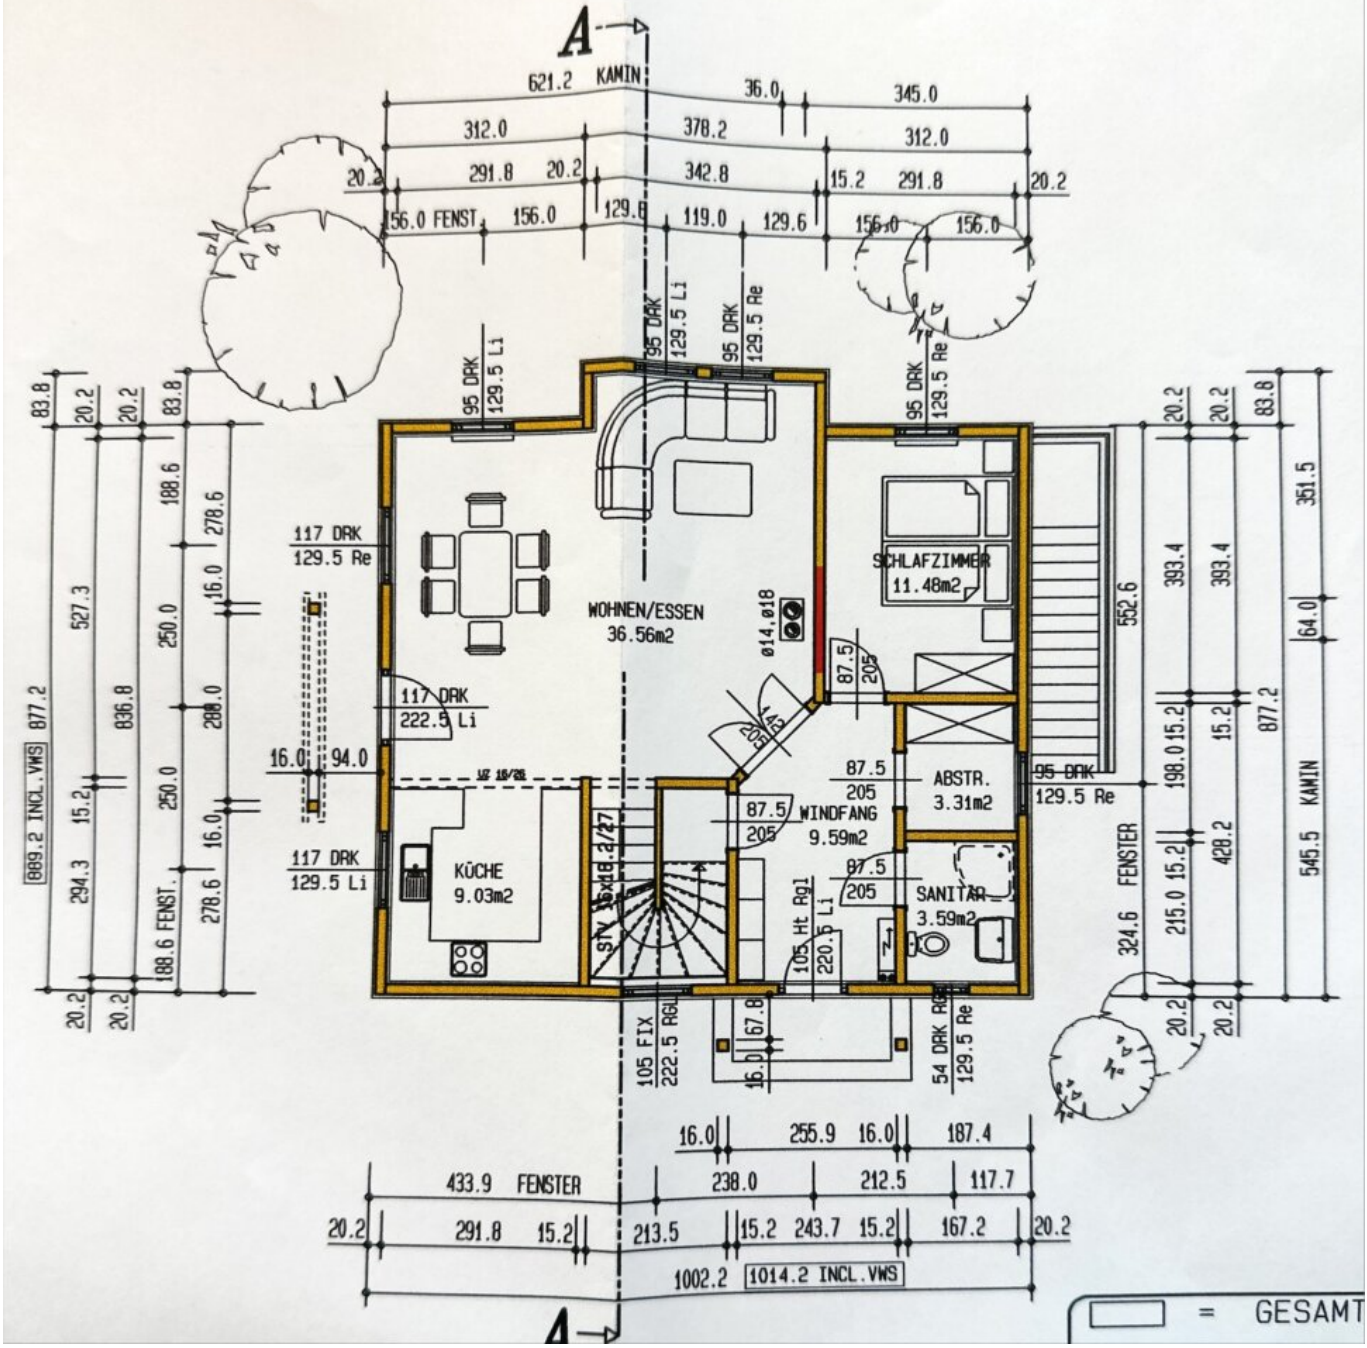 A
621.2 KAMIN 36.0 345.0
312.0 378.2 312.0
20.2 291.8 20.2 342.8 15.2 291.8 20.2
156.0 FENST. 156.0 129.6 119.0 129.6 156.0 156.0
95 DRK
129.5 Li
95 DRK
129.5 Li
95 DRK
129.5 Re
95 DRK
129.5 Re
83.8
20.2
20.2
83.8
188.6
278.6
16.0
527.3
250.0
288.0
889.2 INCL.VWS
877.2
836.8
15.2
250.0
16.0
294.3
188.6 FENST.
278.6
20.2
20.2
117 DRK
129.5 Re
117 DRK
222.5 Li
16.0 94.0
117 DRK
129.5 Li
WOHNEN/ESSEN
36.56m2
ø14,ø18
SCHLAFZIMMER
11.48m2
87.5
205
142
205
UZ 16/26
KÜCHE
9.03m2
STV 16x18.2/27
87.5
205
WINDFANG
9.59m2
87.5
205
ABSTR.
3.31m2
87.5
205
SANITÄR
3.59m2
95 DRK
129.5 Re
105 Ht Rgl
220.5 Li
105 FIX
222.5 RGL
67.8
16.0
54 DRK RGL
129.5 Re
20.2
20.2
83.8
351.5
393.4
393.4
552.6
64.0
15.2
15.2
877.2
198.0
KAMIN
545.5
FENSTER
324.6
15.2
428.2
215.0
20.2
20.2
16.0 255.9 16.0 187.4
433.9 FENSTER 238.0 212.5 117.7
20.2 291.8 15.2 213.5 15.2 243.7 15.2 167.2 20.2
1002.2 1014.2 INCL.VWS
A
= GESAMT